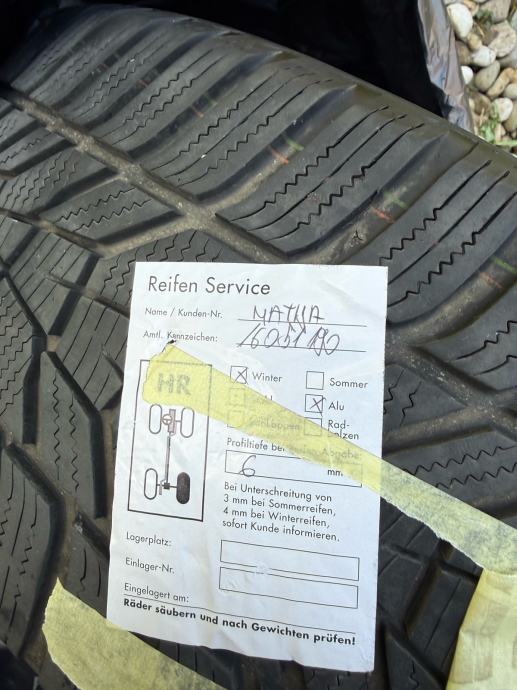 Reifen Service
Name / Kunden-Nr.
Amtl. Kennzeichen:
HR
Winter Sommer
Alu
Rad-
Profiltiefe bei Abgabe:
6 mm
Bei Unterschreitung von
3 mm bei Sommerreifen,
4 mm bei Winterreifen,
sofort Kunde informieren.
Lagerplatz:
Einlager-Nr.
Eingelagert am:
Räder säubern und nach Gewichten prüfen!